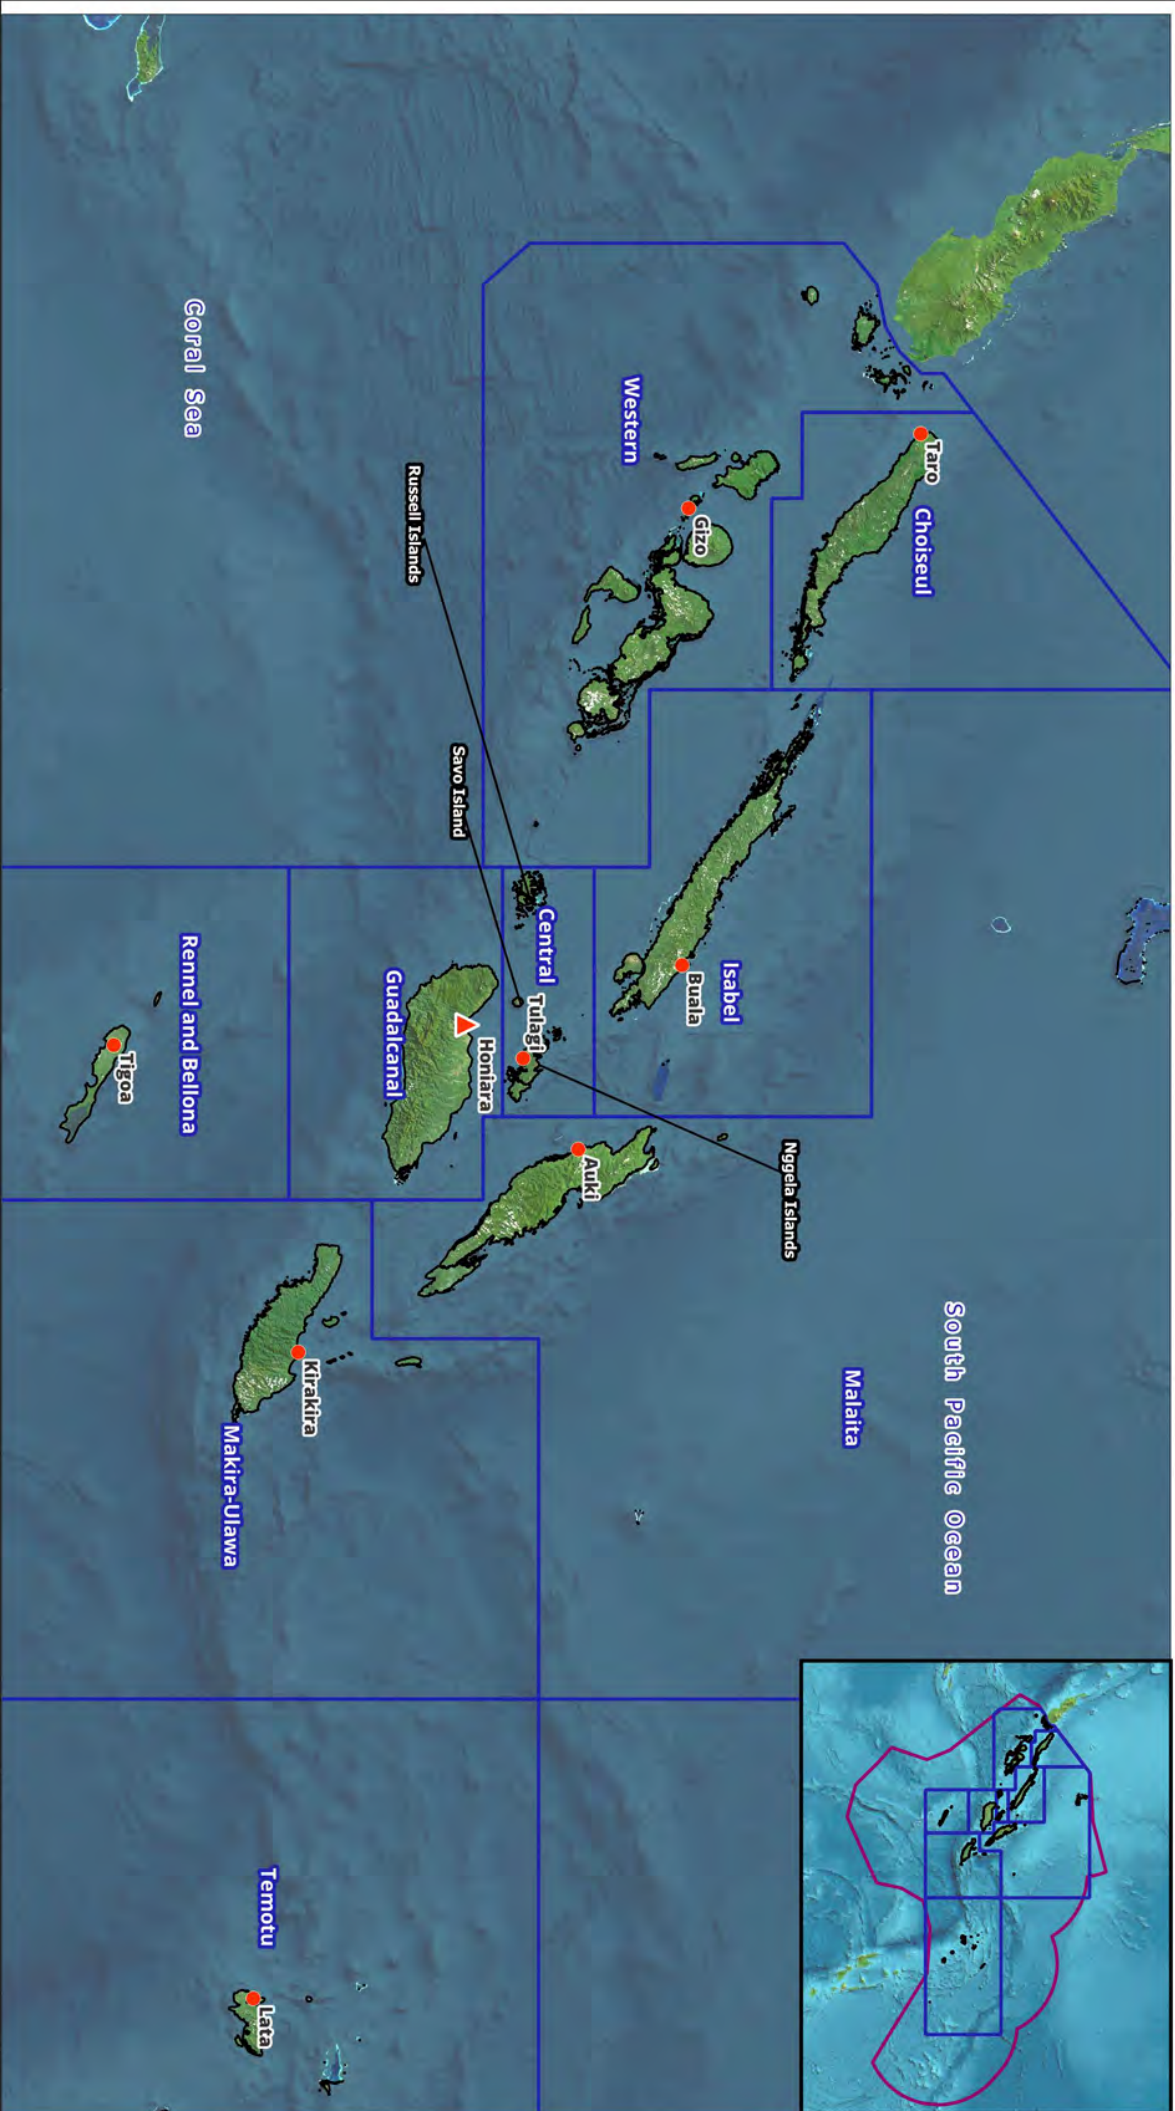 South Pacific Ocean
Taro
Choiseul
Malaita
Nggela Islands
Isabel
Buala
Gizo
Western
Auki
Central
Tulagi
Honiara
Savo Island
Russell Islands
Guadalcanal
Kirakira
Temotu
Lata
Makira-Ulawa
Coral Sea
Rennel and Bellona
Tigoa